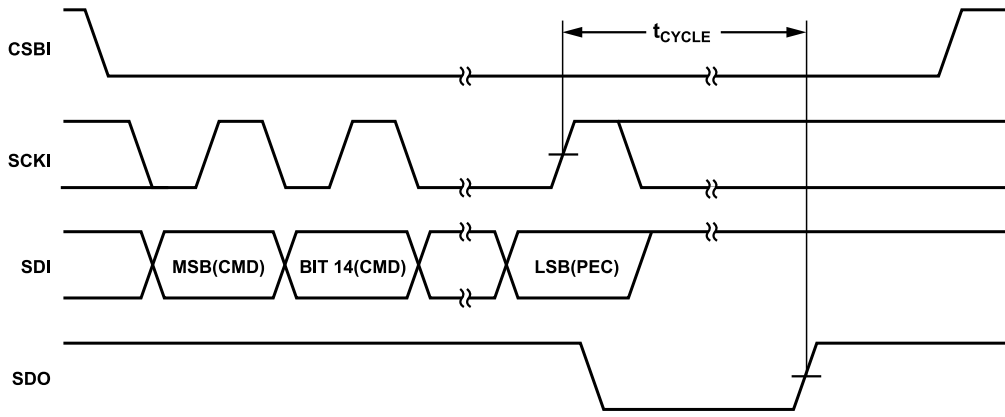 CSBI
tCYCLE
SCKI
SDI
MSB(CMD)
BIT 14(CMD)
LSB(PEC)
SDO